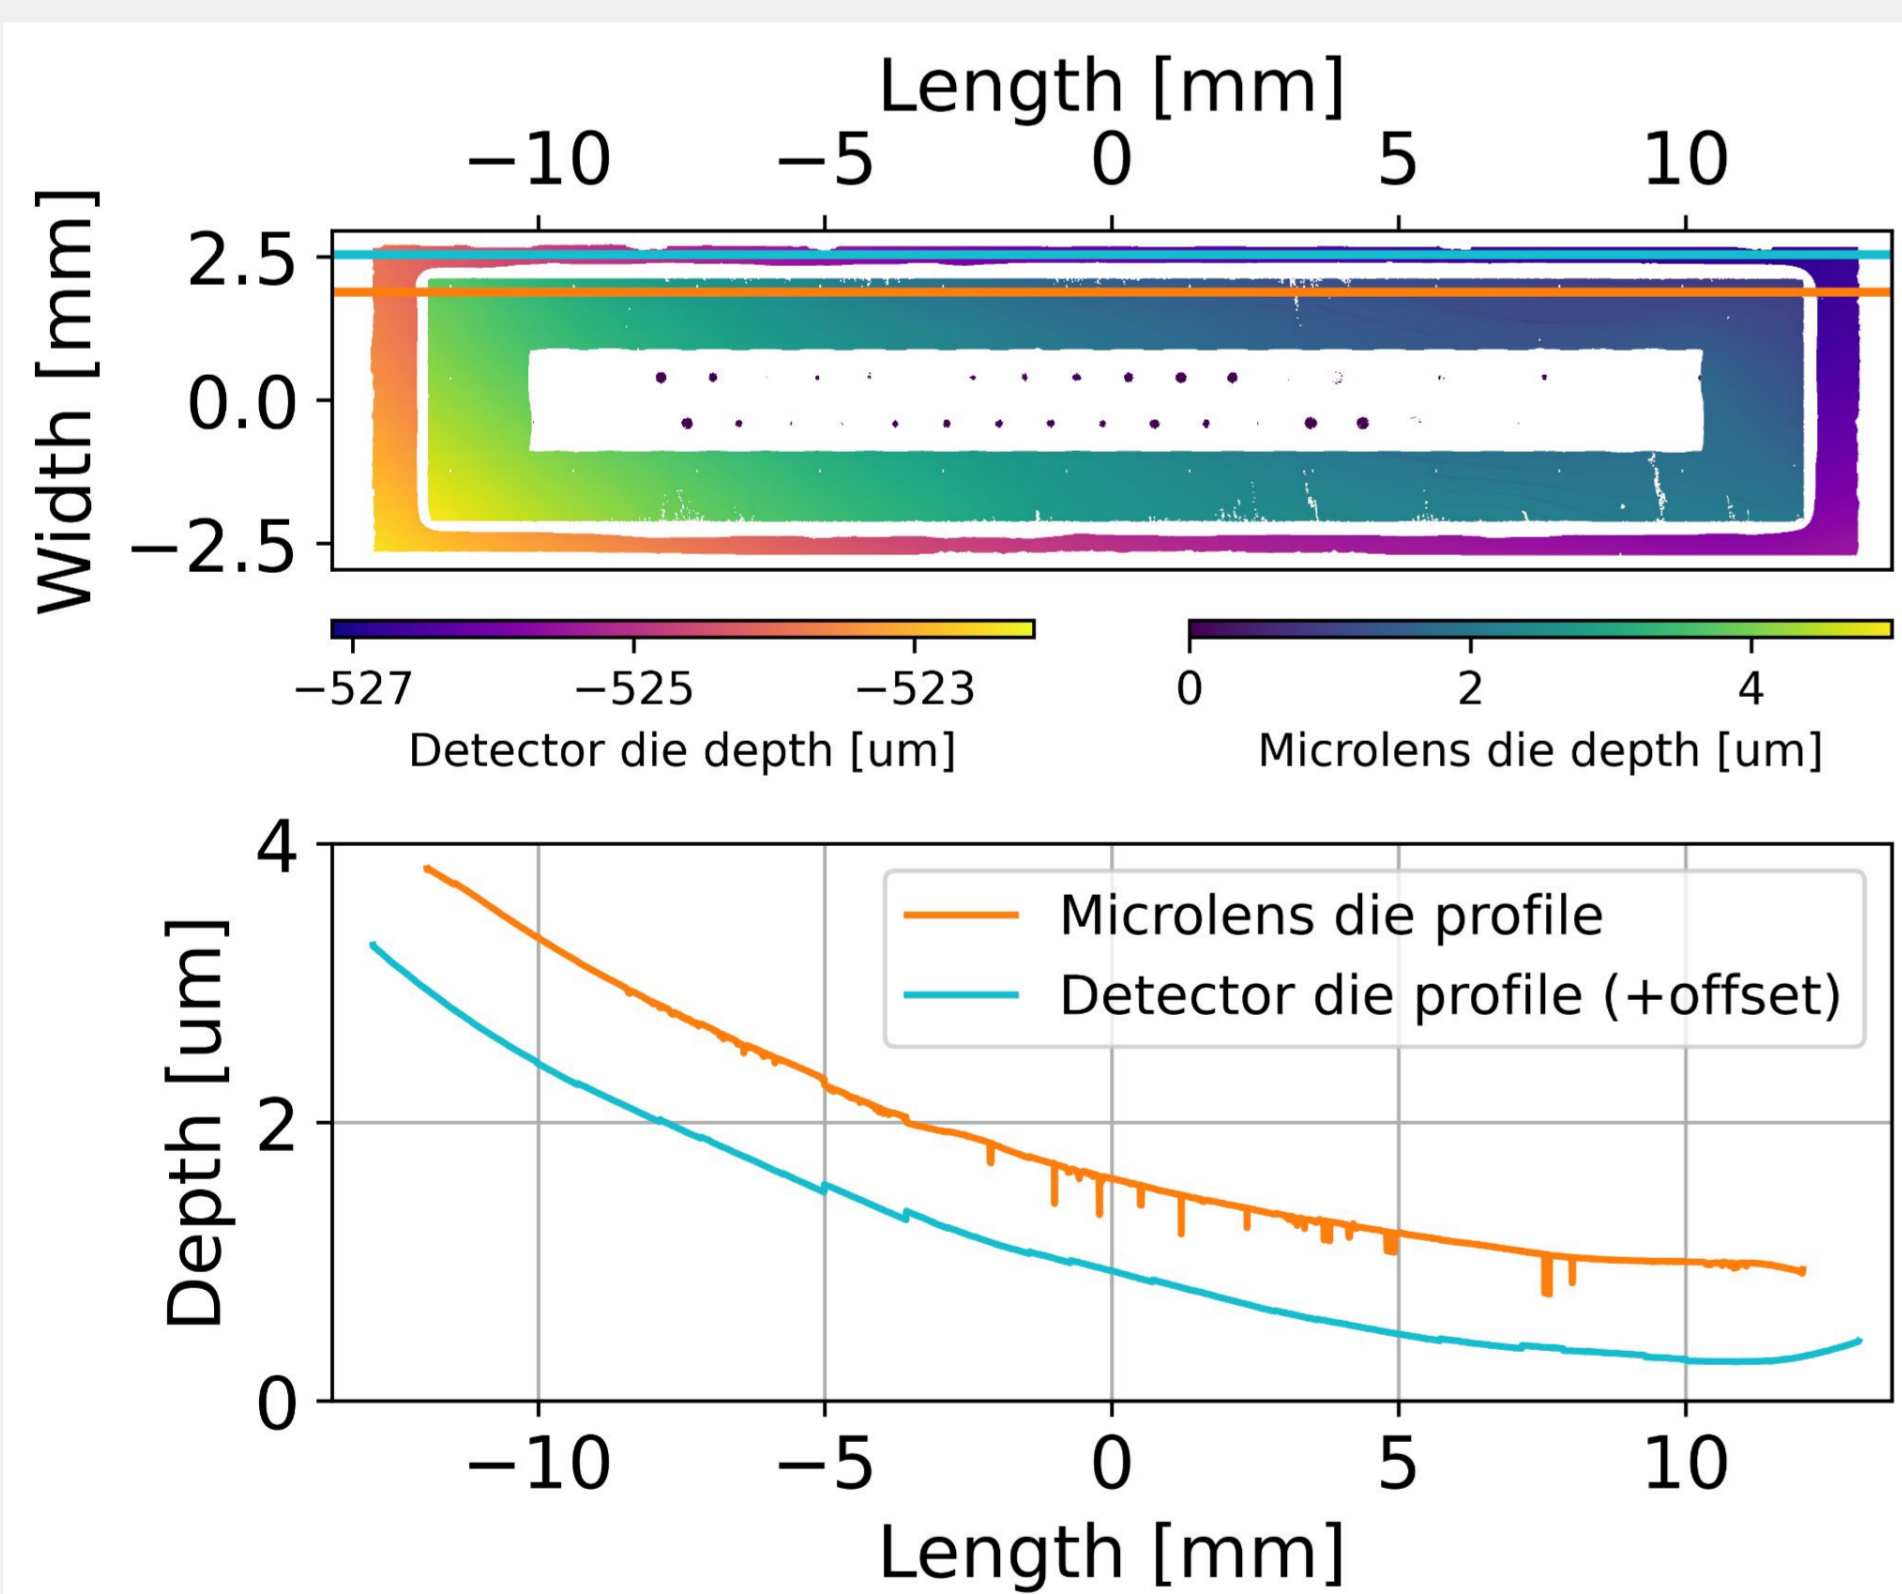 Length [mm]
−10 −5 0 5 10
Width [mm]
2.5
0.0
−2.5
−527 −525 −523
Detector die depth [um]
0 2 4
Microlens die depth [um]
Depth [um]
4
2
0
Microlens die profile
Detector die profile (+offset)
−10 −5 0 5 10
Length [mm]